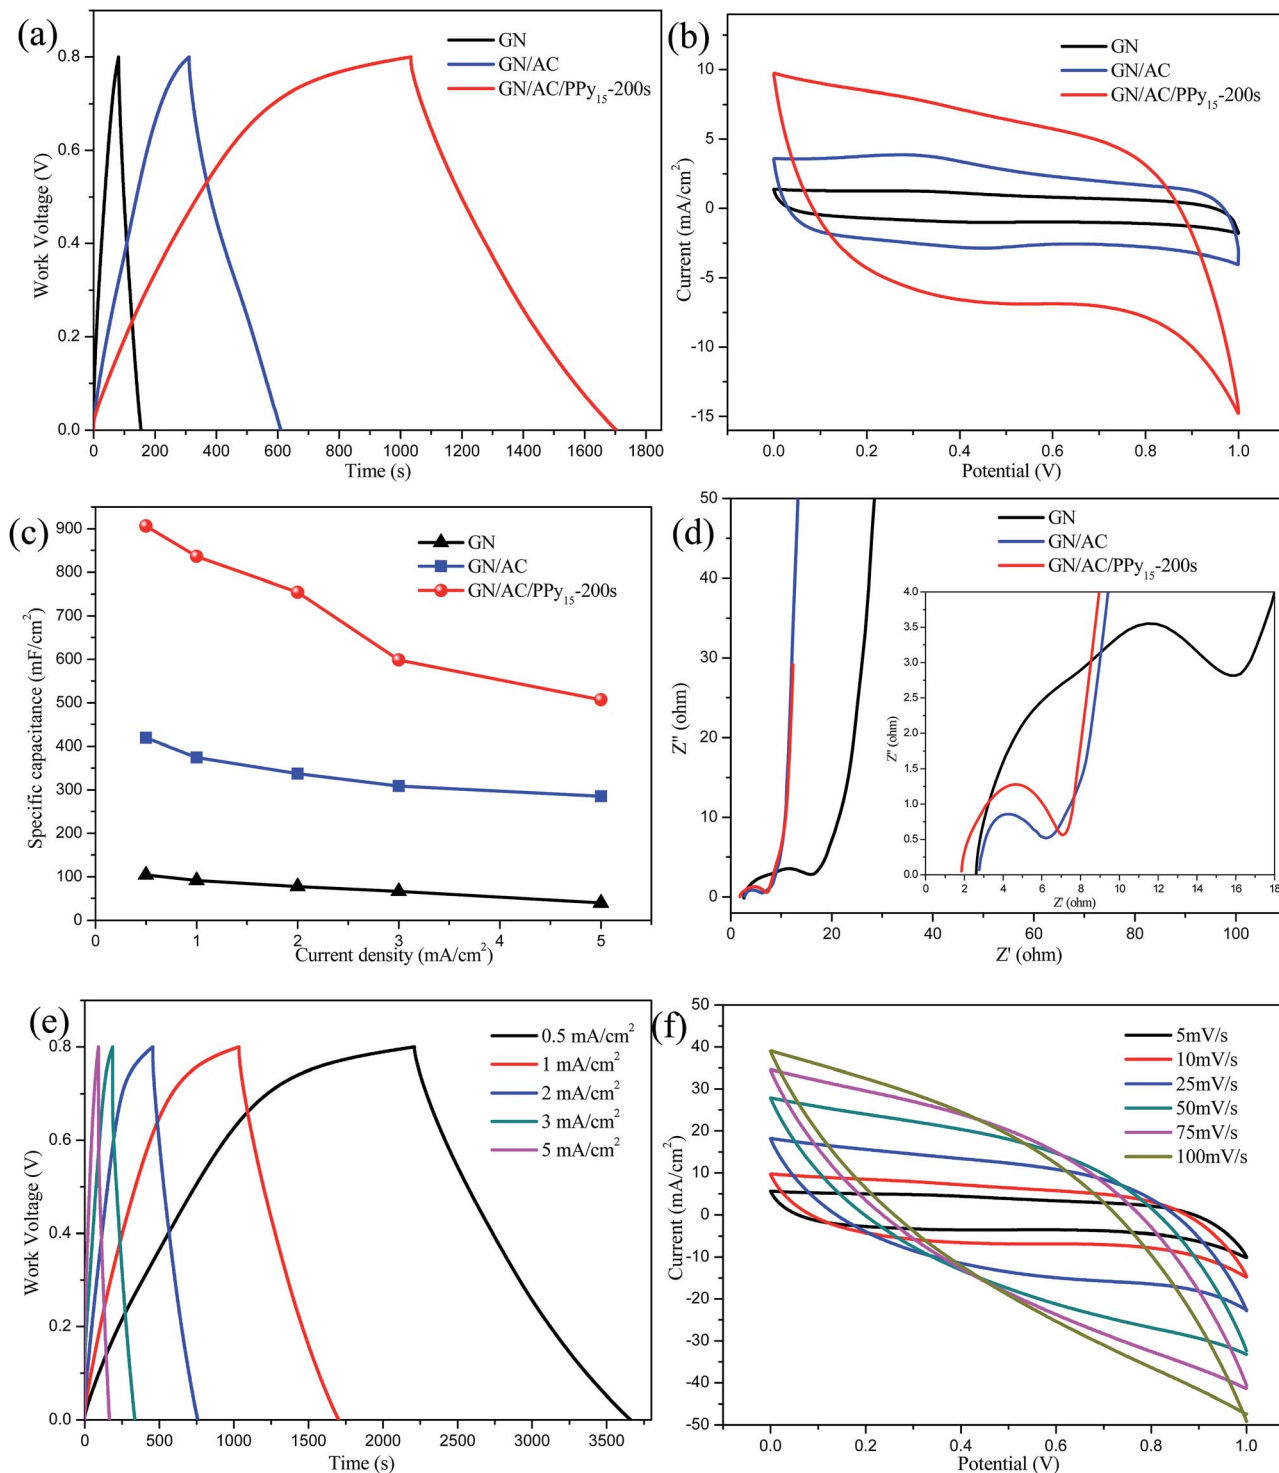 (a)
GN
GN/AC
GN/AC/PPy₁₅-200s
0.8
0.6
0.4
0.2
0.0
Work Voltage (V)
0 200 400 600 800 1000 1200 1400 1600 1800
Time (s)
(b)
GN
GN/AC
GN/AC/PPy₁₅-200s
10
5
0
-5
-10
-15
Current (mA/cm²)
0.0 0.2 0.4 0.6 0.8 1.0
Potential (V)
(c)
GN
GN/AC
GN/AC/PPy₁₅-200s
900
800
700
600
500
400
300
200
100
0
Specific capacitance (mF/cm²)
0 1 2 3 4 5
Current density (mA/cm²)
(d)
GN
GN/AC
GN/AC/PPy₁₅-200s
50
40
30
20
10
0
Z" (ohm)
0 20 40 60 80 100
Z' (ohm)
4.0
3.5
3.0
2.5
2.0
1.5
1.0
0.5
0.0
Z" (ohm)
0 2 4 6 8 10 12 14 16 18
Z' (ohm)
(e)
0.5 mA/cm²
1 mA/cm²
2 mA/cm²
3 mA/cm²
5 mA/cm²
0.8
0.6
0.4
0.2
0.0
Work Voltage (V)
0 500 1000 1500 2000 2500 3000 3500
Time (s)
(f)
5mV/s
10mV/s
25mV/s
50mV/s
75mV/s
100mV/s
50
40
30
20
10
0
-10
-20
-30
-40
-50
Current (mA/cm²)
0.0 0.2 0.4 0.6 0.8 1.0
Potential (V)